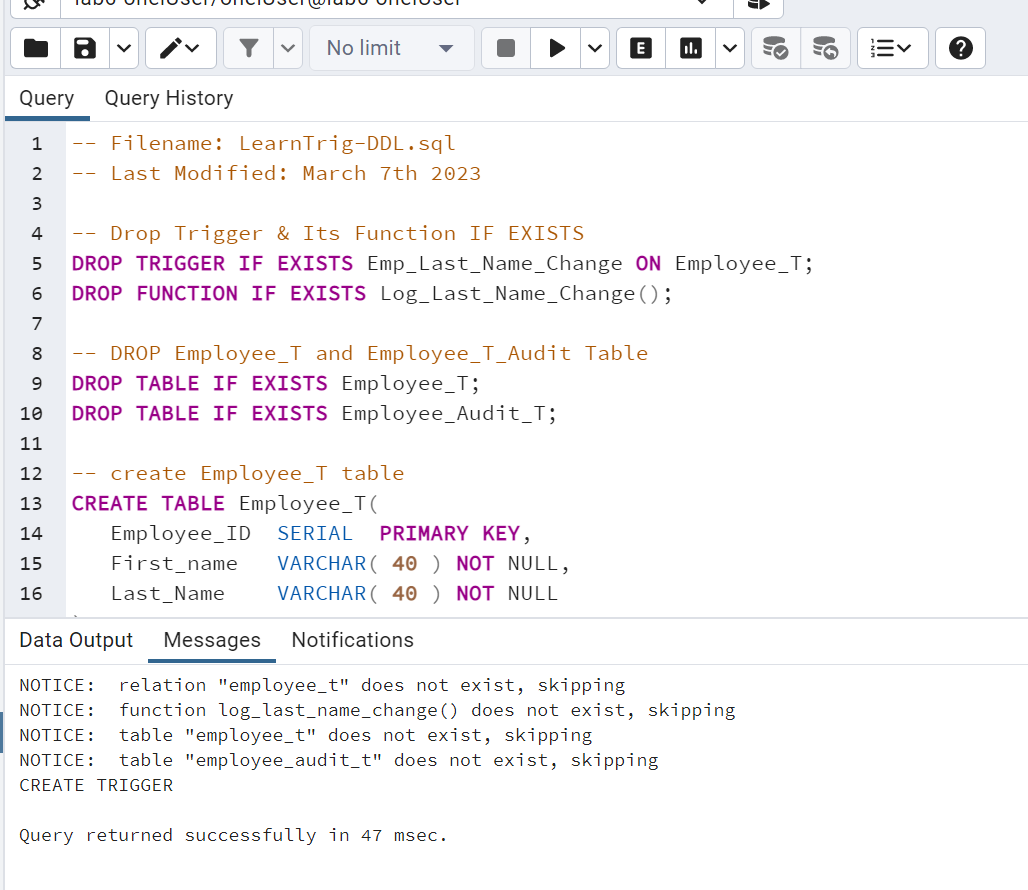 No limit
E
Query Query History
1 -- Filename: LearnTrig-DDL.sql
2 -- Last Modified: March 7th 2023
3
4 -- Drop Trigger & Its Function IF EXISTS
5 DROP TRIGGER IF EXISTS Emp_Last_Name_Change ON Employee_T;
6 DROP FUNCTION IF EXISTS Log_Last_Name_Change();
7
8 -- DROP Employee_T and Employee_T_Audit Table
9 DROP TABLE IF EXISTS Employee_T;
10 DROP TABLE IF EXISTS Employee_Audit_T;
11
12 -- create Employee_T table
13 CREATE TABLE Employee_T(
14 Employee_ID SERIAL PRIMARY KEY,
15 First_name VARCHAR( 40 ) NOT NULL,
16 Last_Name VARCHAR( 40 ) NOT NULL
Data Output Messages Notifications
NOTICE: relation "employee_t" does not exist, skipping
NOTICE: function log_last_name_change() does not exist, skipping
NOTICE: table "employee_t" does not exist, skipping
NOTICE: table "employee_audit_t" does not exist, skipping
CREATE TRIGGER
Query returned successfully in 47 msec.